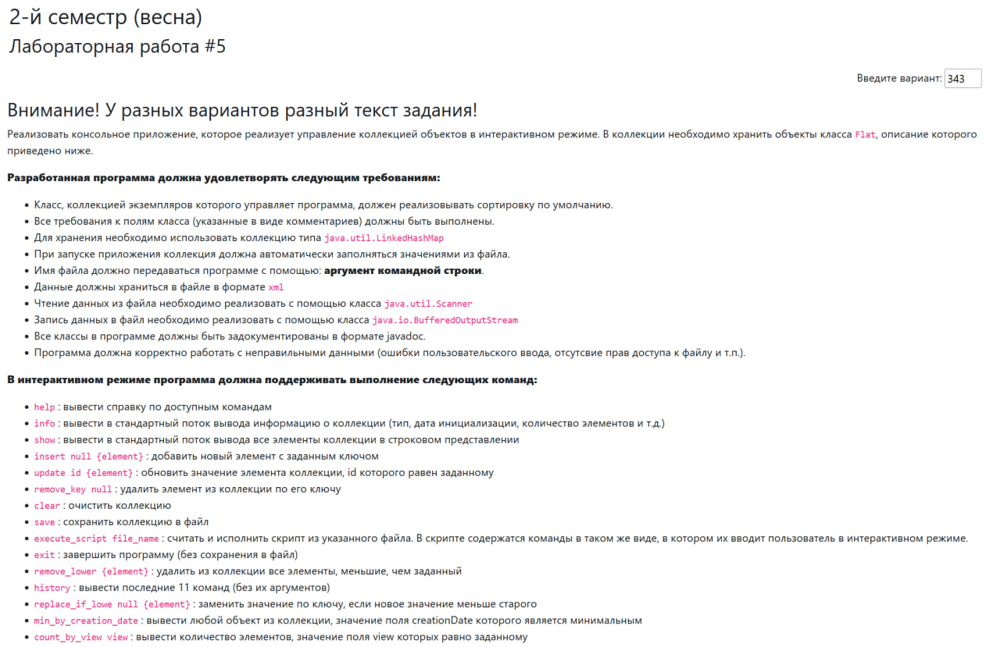 2-й семестр (весна)
Лабораторная работа #5
Введите вариант: 343
Внимание! У разных вариантов разный текст задания!
Реализовать консольное приложение, которое реализует управление коллекцией объектов в интерактивном режиме. В коллекции необходимо хранить объекты класса Flat, описание которого
приведено ниже.
Разработанная программа должна удовлетворять следующим требованиям:
• Класс, коллекцией экземпляров которого управляет программа, должен реализовывать сортировку по умолчанию.
• Все требования к полям класса (указанные в виде комментариев) должны быть выполнены.
• Для хранения необходимо использовать коллекцию типа java.util.LinkedHashMap
• При запуске приложения коллекция должна автоматически заполняться значениями из файла.
• Имя файла должно передаваться программе с помощью: аргумент командной строки.
• Данные должны храниться в файле в формате xml
• Чтение данных из файла необходимо реализовать с помощью класса java.util.Scanner
• Запись данных в файл необходимо реализовать с помощью класса java.io.BufferedOutputStream
• Все классы в программе должны быть задокументированы в формате javadoc.
• Программа должна корректно работать с неправильными данными (ошибки пользовательского ввода, отсутсвие прав доступа к файлу и т.п.).
В интерактивном режиме программа должна поддерживать выполнение следующих команд:
• help : вывести справку по доступным командам
• info : вывести в стандартный поток вывода информацию о коллекции (тип, дата инициализации, количество элементов и т.д.)
• show : вывести в стандартный поток вывода все элементы коллекции в строковом представлении
• insert null {element} : добавить новый элемент с заданным ключом
• update id {element} : обновить значение элемента коллекции, id которого равен заданному
• remove_key null : удалить элемент из коллекции по его ключу
• clear : очистить коллекцию
• save : сохранить коллекцию в файл
• execute_script file_name : считать и исполнить скрипт из указанного файла. В скрипте содержатся команды в таком же виде, в котором их вводит пользователь в интерактивном режиме.
• exit : завершить программу (без сохранения в файл)
• remove_lower {element} : удалить из коллекции все элементы, меньшие, чем заданный
• history : вывести последние 11 команд (без их аргументов)
• replace_if_lowe null {element} : заменить значение по ключу, если новое значение меньше старого
• min_by_creation_date : вывести любой объект из коллекции, значение поля creationDate которого является минимальным
• count_by_view view : вывести количество элементов, значение поля view которых равно заданному